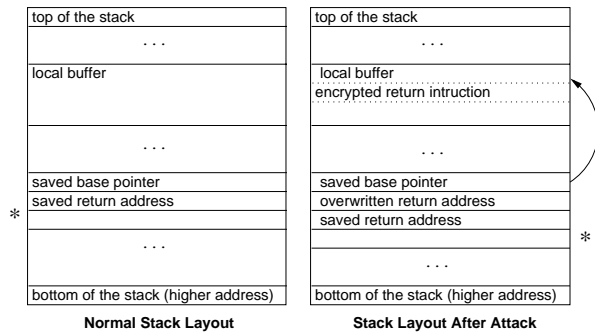 top of the stack
. . .
local buffer
. . .
saved base pointer
* saved return address
. . .
bottom of the stack (higher address)
Normal Stack Layout
top of the stack
. . .
local buffer
encrypted return intruction
. . .
saved base pointer
overwritten return address
saved return address
*
. . .
bottom of the stack (higher address)
Stack Layout After Attack